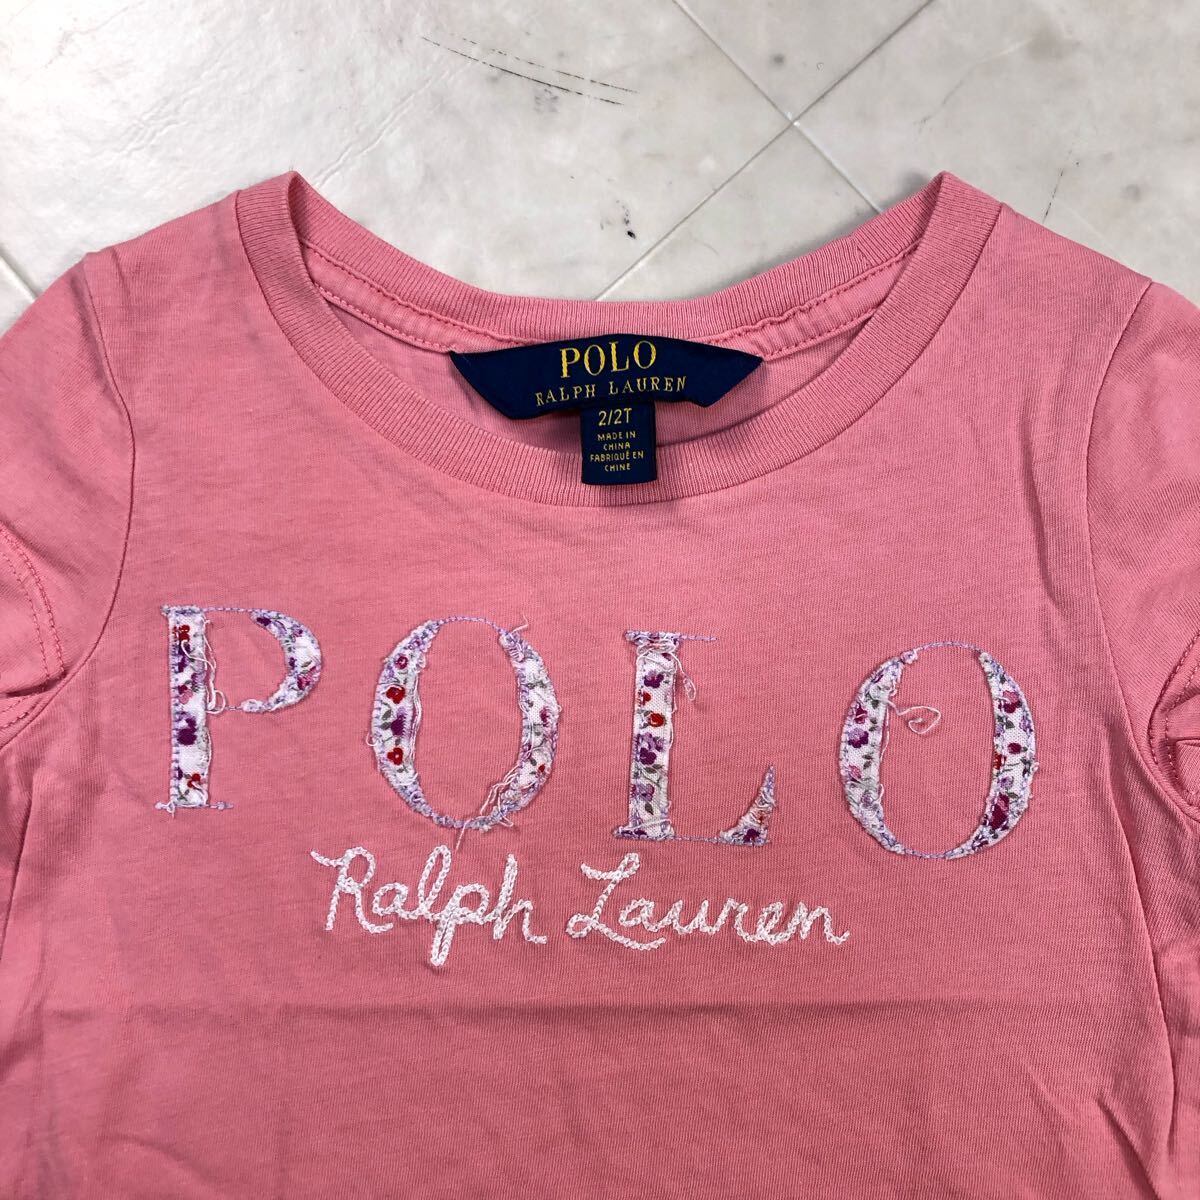 POLO
RALPH LAUREN
2/2T
MADE IN
CHINA
FABRIQUÉ EN
CHINE
POLO
Ralph Lauren